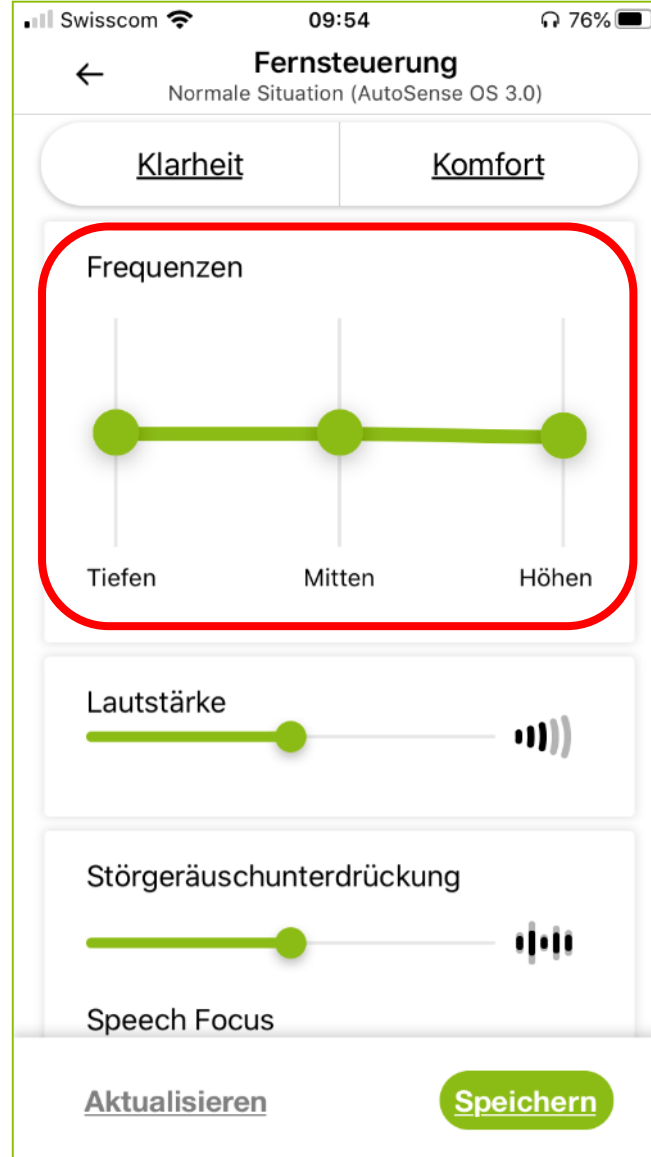 Swisscom 09:54 76%
Fernsteuerung
Normale Situation (AutoSense OS 3.0)
Klarheit Komfort
Frequenzen
Tiefen Mitten Höhen
Lautstärke
Störgeräuschunterdrückung
Speech Focus
Aktualisieren Speichern